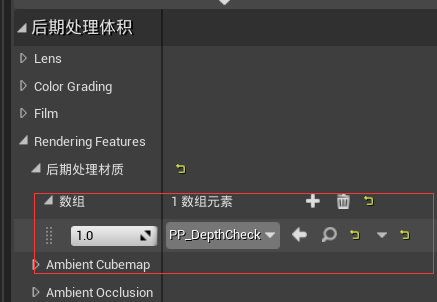 后期处理体积
Lens
Color Grading
Film
Rendering Features
后期处理材质
数组 1 数组元素
1.0 PP_DepthCheck
Ambient Cubemap
Ambient Occlusion